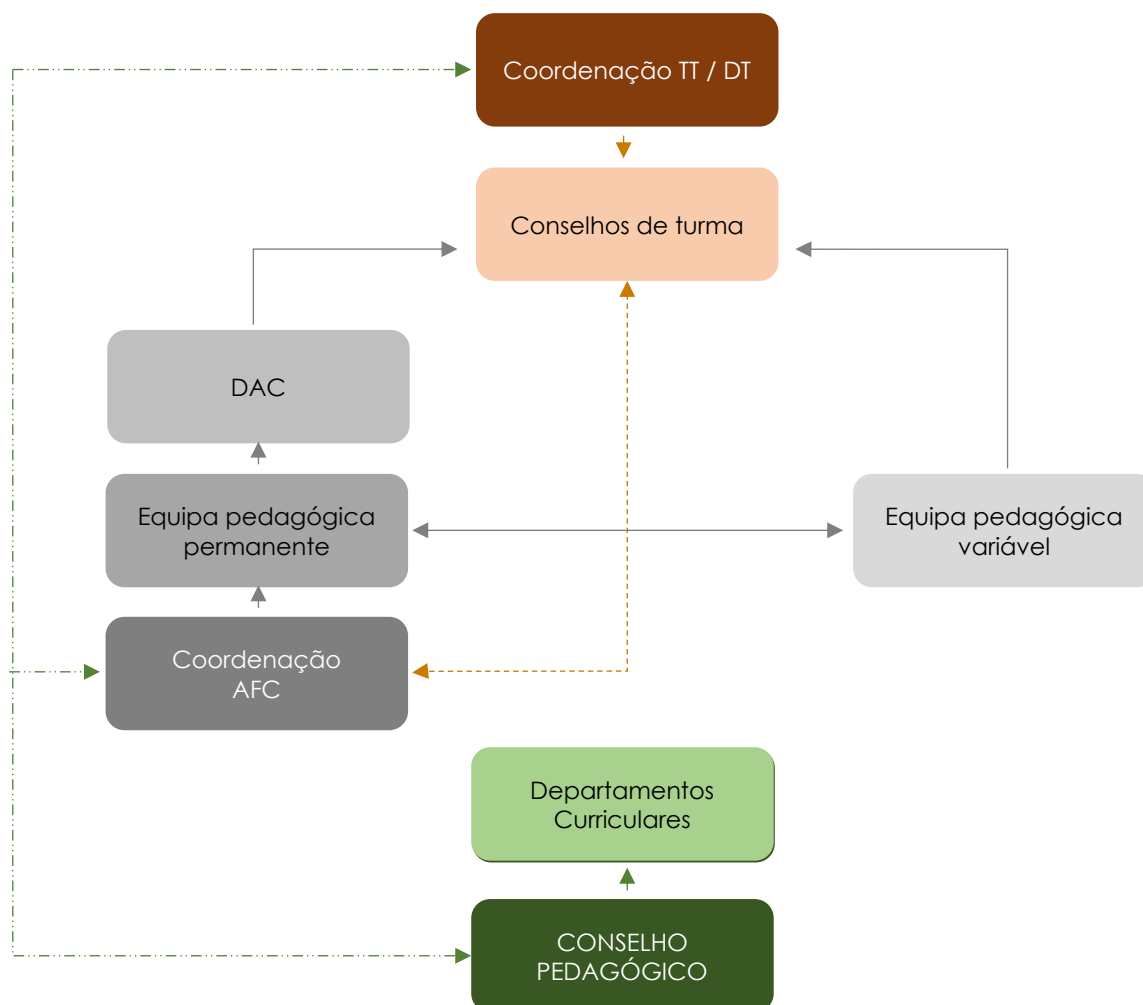 Coordenação TT / DT
Conselhos de turma
DAC
Equipa pedagógica
permanente
Equipa pedagógica
variável
Coordenação
AFC
Departamentos
Curriculares
CONSELHO
PEDAGÓGICO